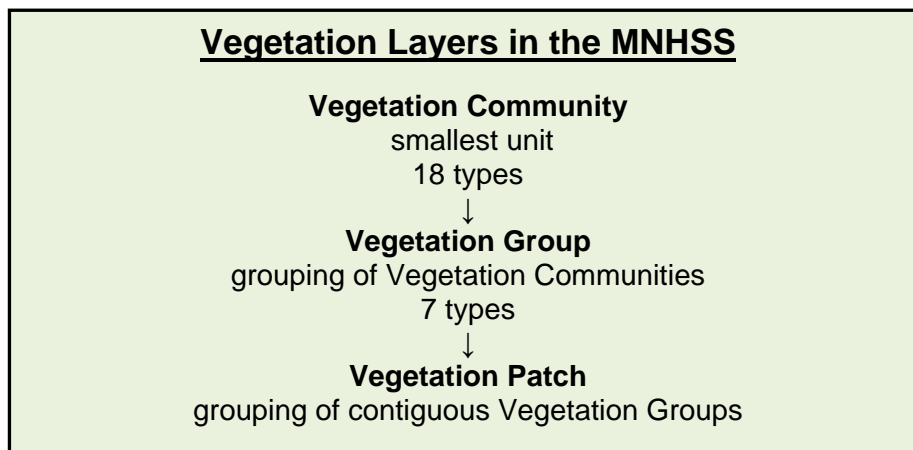 Vegetation Layers in the MNHSS
Vegetation Community
smallest unit
18 types
↓
Vegetation Group
grouping of Vegetation Communities
7 types
↓
Vegetation Patch
grouping of contiguous Vegetation Groups